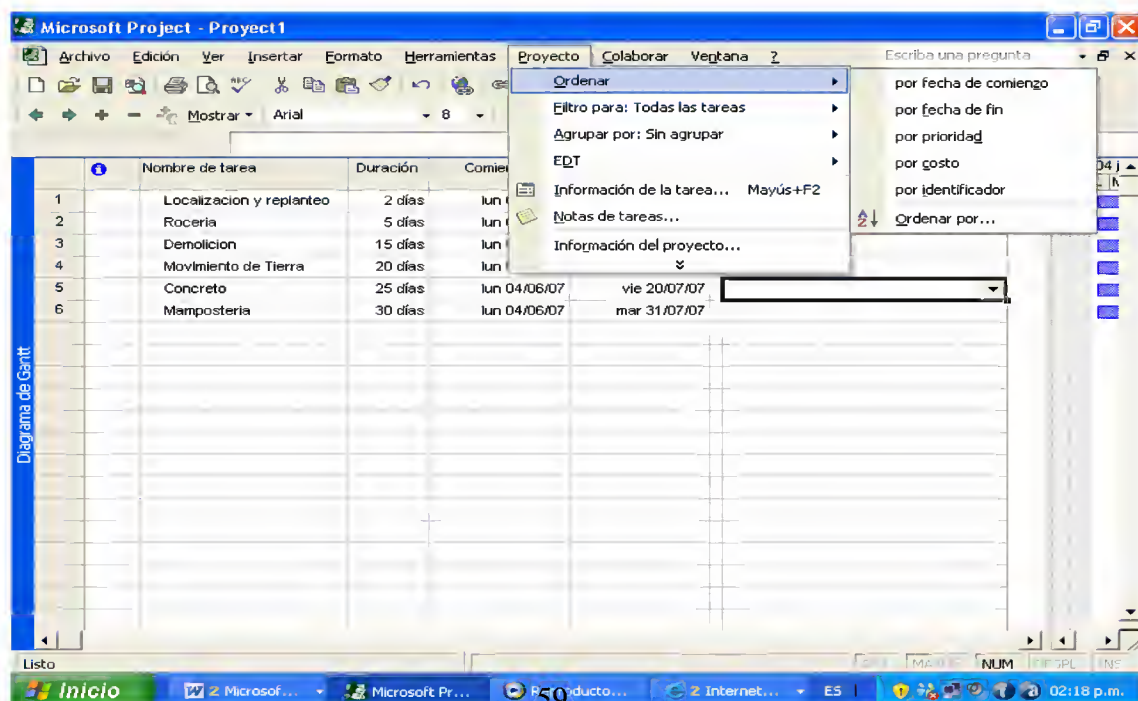 Microsoft Project - Proyect1
Archivo Edición Ver Insertar Formato Herramientas Proyecto Colaborar Ventana ? Escriba una pregunta
Mostrar Arial 8
Ordenar
Filtro para: Todas las tareas
Agrupar por: Sin agrupar
EDT
Información de la tarea... Mayús+F2
Notas de tareas...
Información del proyecto...
por fecha de comienzo
por fecha de fin
por prioridad
por costo
por identificador
Ordenar por...
Nombre de tarea Duración
1 Localizacion y replanteo 2 días lun
2 Roceria 5 días lun
3 Demolicion 15 días lun
4 Movimiento de Tierra 20 días lun
5 Concreto 25 días lun 04/06/07 vie 20/07/07
6 Mamposteria 30 días lun 04/06/07 mar 31/07/07
Diagrama de Gantt
Listo NUM
Inicio 2 Microsof... Microsoft Pr... 2 Internet... ES 02:18 p.m.
59